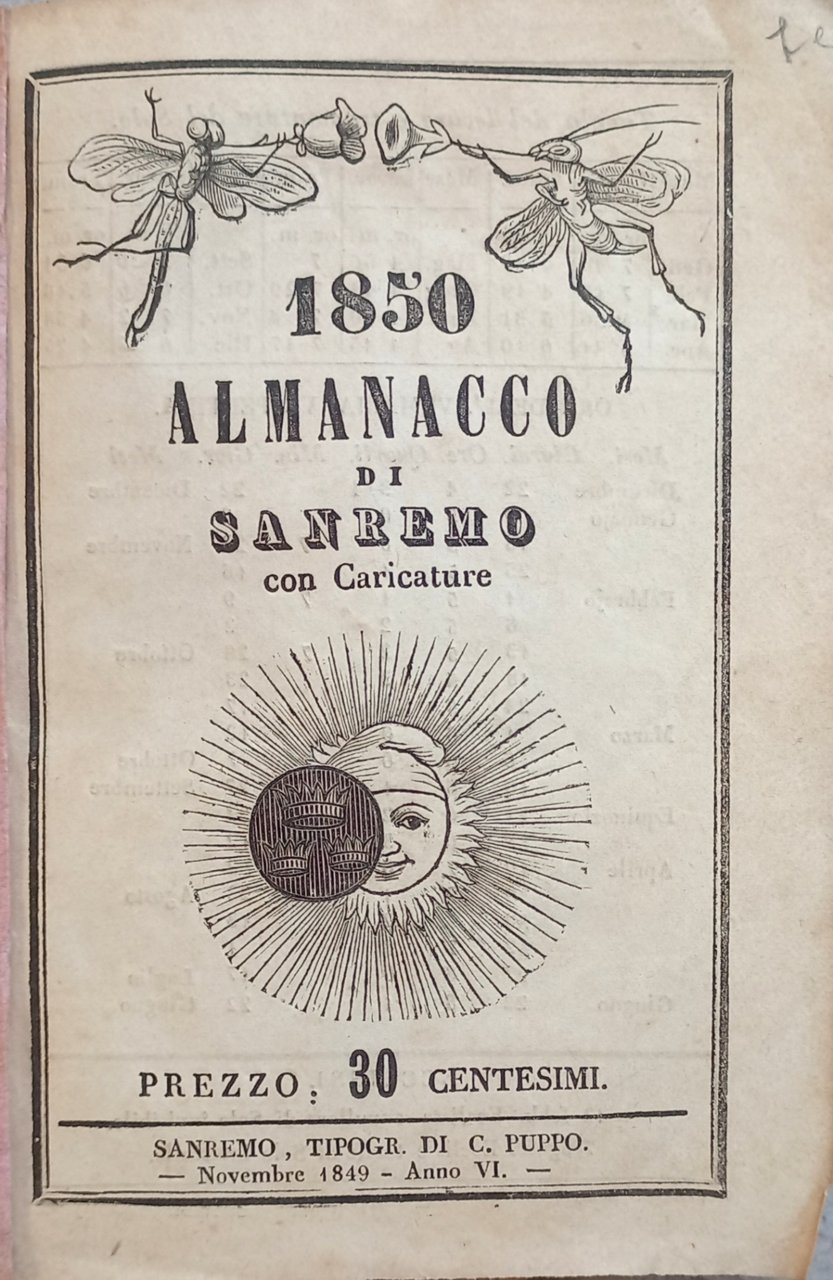 1850
ALMANACCO
DI
SANREMO
con Caricature
PREZZO: 30 CENTESIMI.
SANREMO, TIPOGR. DI C. PUPPO.
— Novembre 1849 – Anno VI. —